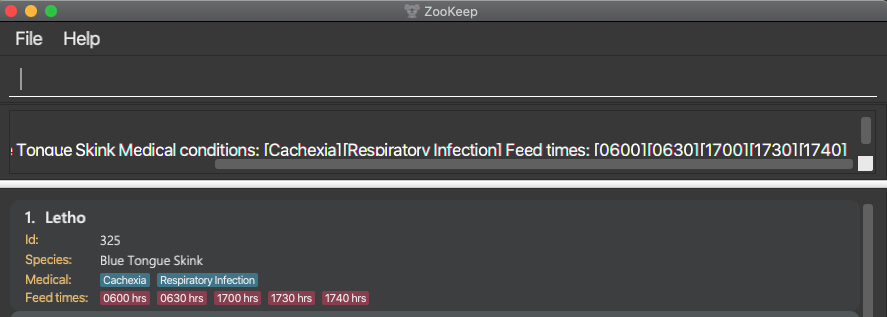 ZooKeep
File Help
Tongue Skink Medical conditions: [Cachexia][Respiratory Infection] Feed times: [0600][0630][1700][1730][1740]
1. Letho
Id: 325
Species: Blue Tongue Skink
Medical: Cachexia Respiratory Infection
Feed times: 0600 hrs 0630 hrs 1700 hrs 1730 hrs 1740 hrs